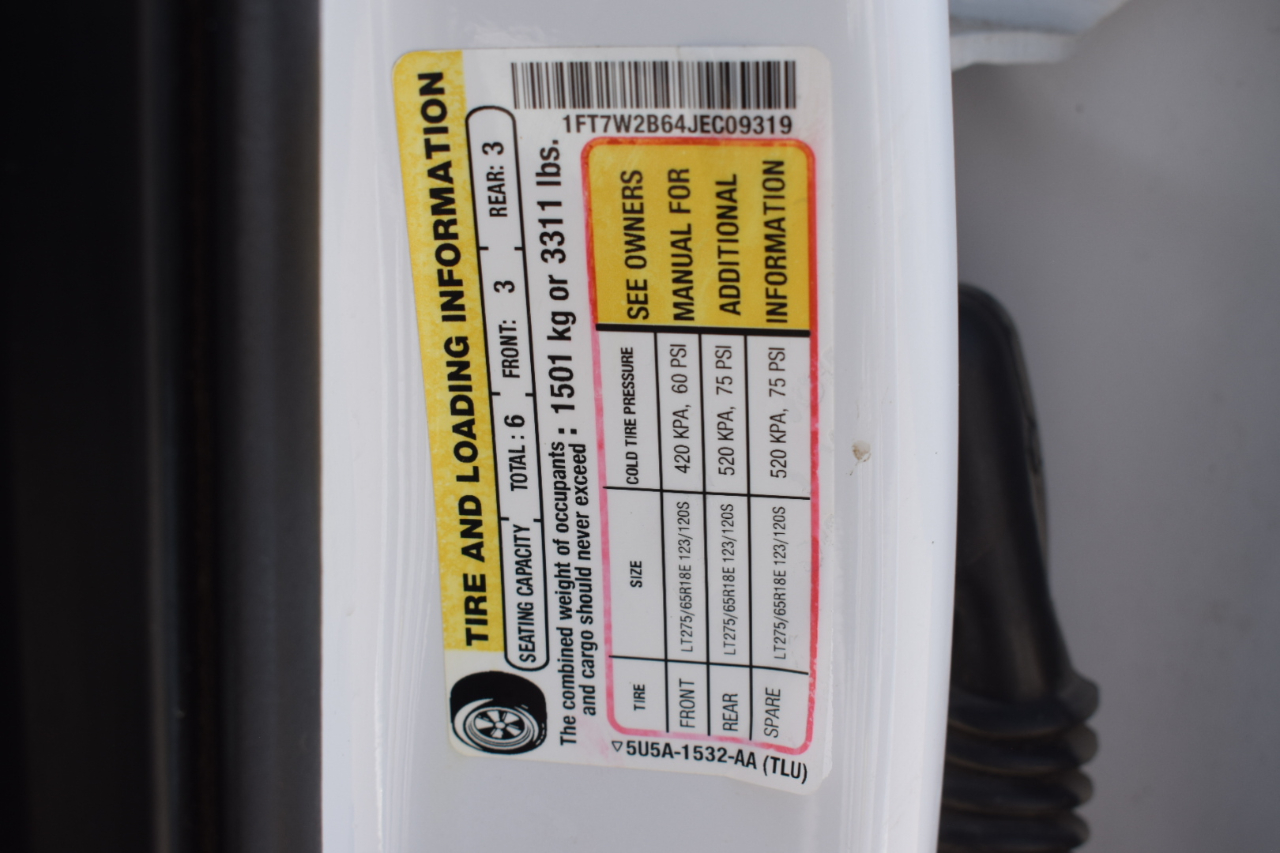 TIRE AND LOADING INFORMATION
SEATING CAPACITY TOTAL : 6 FRONT: 3 REAR: 3
The combined weight of occupants : 1501 kg or 3311 lbs.
and cargo should never exceed :
TIRE SIZE COLD TIRE PRESSURE
FRONT LT275/65R18E 123/120S 420 KPA, 60 PSI
REAR LT275/65R18E 123/120S 520 KPA, 75 PSI
SPARE LT275/65R18E 123/120S 520 KPA, 75 PSI
SEE OWNERS
MANUAL FOR
ADDITIONAL
INFORMATION
1FT7W2B64JEC09319
▽5U5A-1532-AA (TLU)